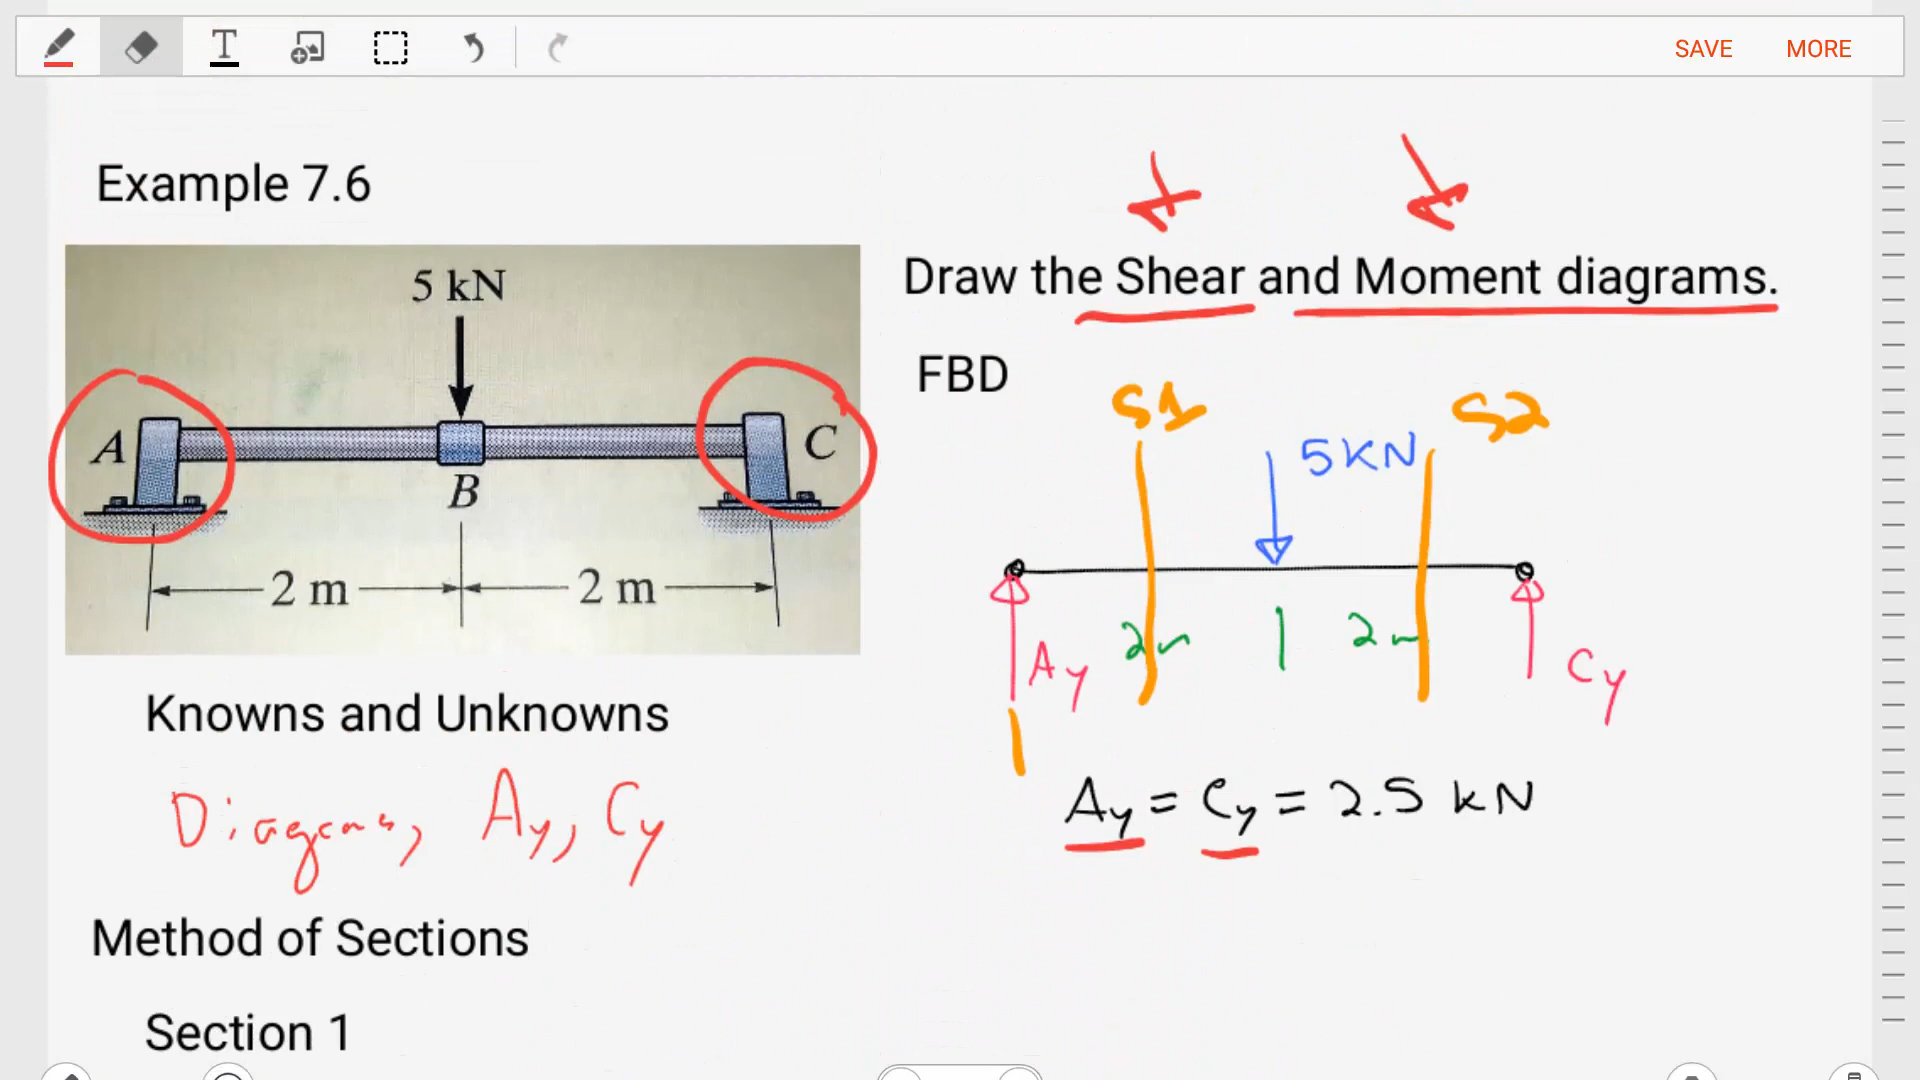 T
SAVE MORE
Example 7.6
Draw the Shear and Moment diagrams.
5 kN
FBD
S1 S2
5KN
A C
B
2 m 2 m
2m 2m
Ay Cy
Knowns and Unknowns
Ay = Cy = 2.5 kN
Diagrams, Ay, Cy
Method of Sections
Section 1